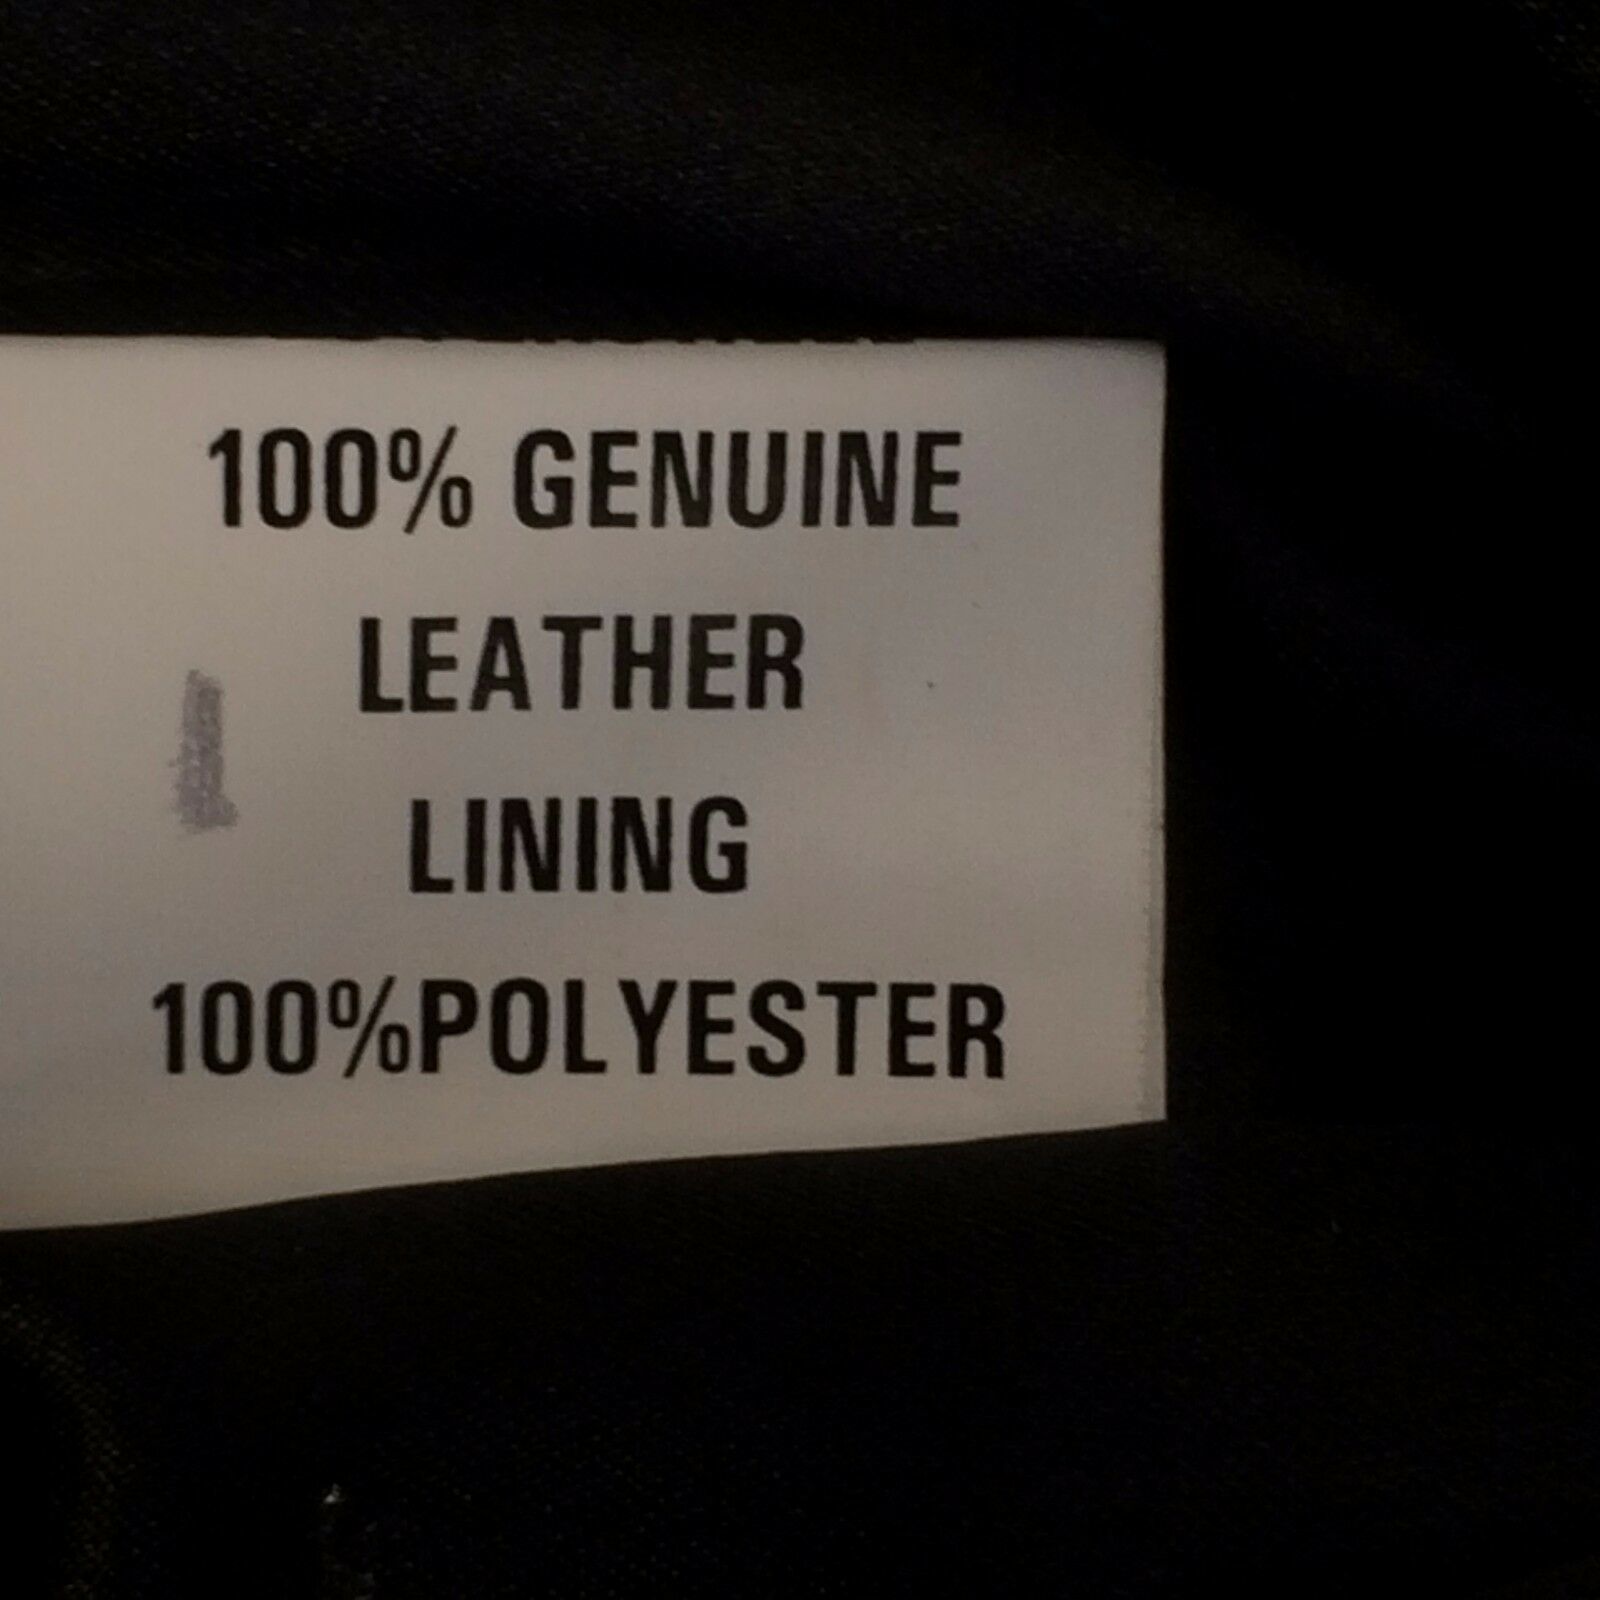 100% GENUINE
LEATHER
LINING
100%POLYESTER